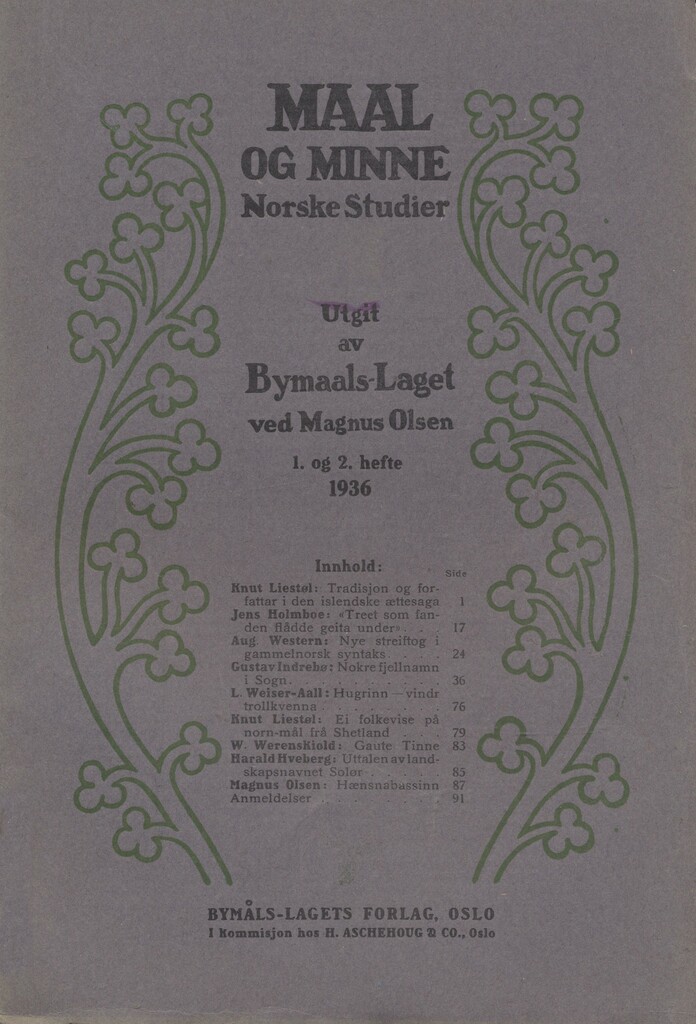 MAAL
OG MINNE
Norske Studier
Utgit
av
Bymaals-Laget
ved Magnus Olsen
1. og 2. hefte
1936
Innhold:
Side
Knut Liestøl: Tradisjon og for-
fattar i den islendske ættesaga 1
Jens Holmboe: «Treet som fan-
den flådde geita under» . . 17
Aug. Western: Nye streiftog i
gammelnorsk syntaks . . . . 24
Gustav Indrebø: Nokre fjellnamn
i Sogn . . . . . . . . . 36
L. Weiser-Aall: Hugrinn — vindr
trollkvenna . . . . . . . . 76
Knut Liestøl: Ei folkevise på
norn-mål frå Shetland . . 79
W. Werenskiold: Gaute Tinne 83
Harald Hveberg: Uttalen av land-
skapsnavnet Solør . . . . . 85
Magnus Olsen: Hænsnabussinn 87
Anmeldelser . . . . . . . . 91
BYMÅLS-LAGETS FORLAG, OSLO
I kommisjon hos H. ASCHEHOUG & CO., Oslo